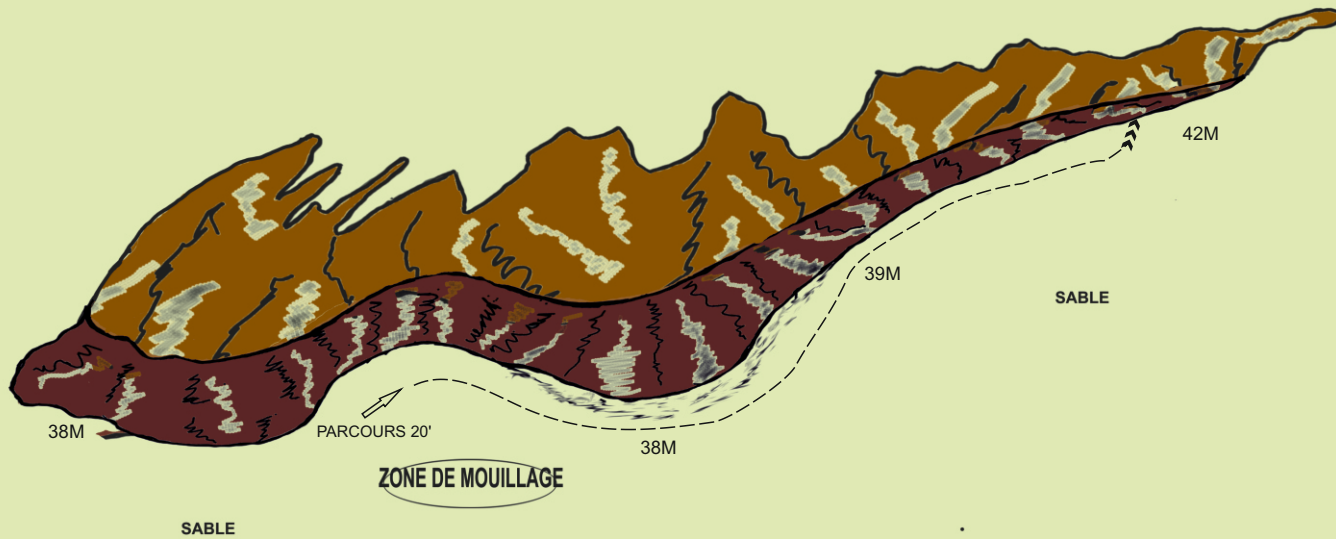 42M
39M
SABLE
38M
PARCOURS 20'
38M
ZONE DE MOUILLAGE
SABLE